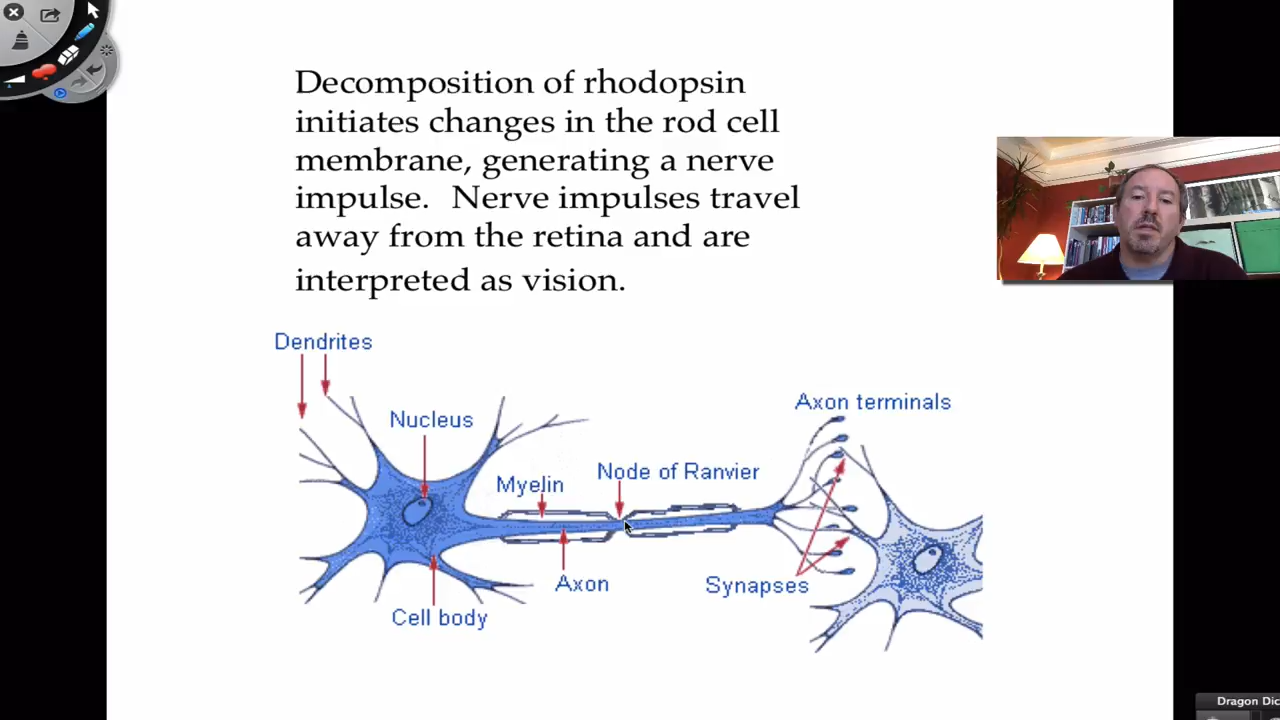 Decomposition of rhodopsin
initiates changes in the rod cell
membrane, generating a nerve
impulse. Nerve impulses travel
away from the retina and are
interpreted as vision.
Dendrites
Nucleus
Axon terminals
Myelin
Node of Ranvier
Axon
Synapses
Cell body
Dragon Dic